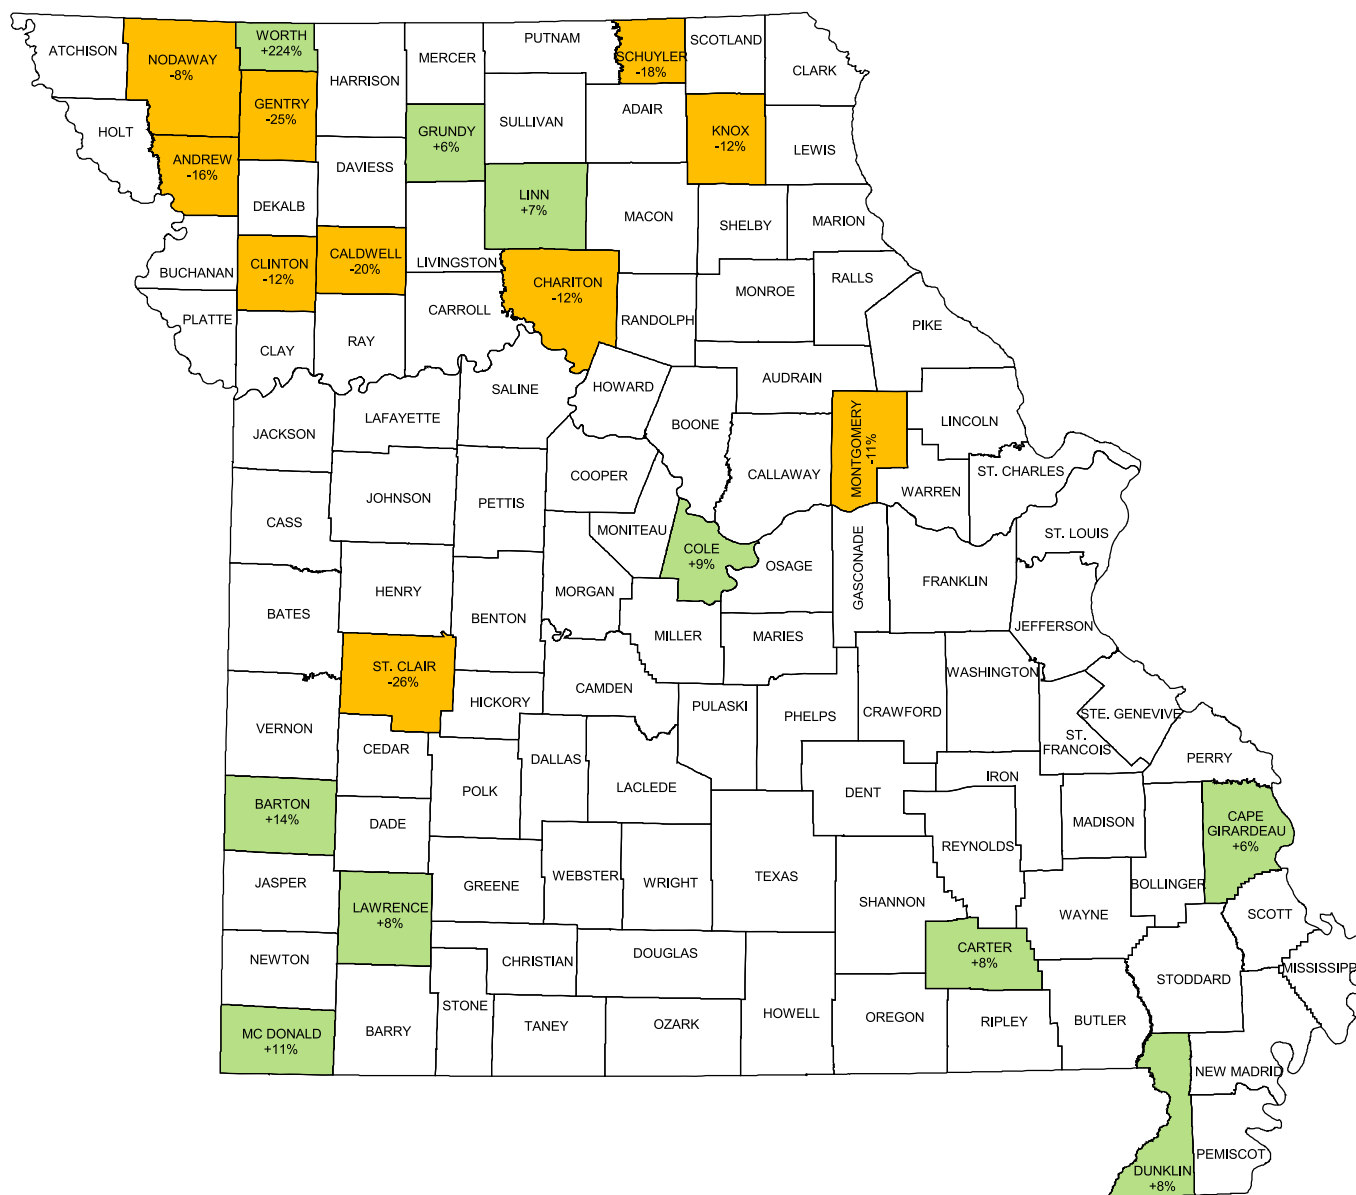 ATCHISON
NODAWAY
-8%
WORTH
+224%
HARRISON
MERCER
PUTNAM
SCHUYLER
-18%
SCOTLAND
CLARK
HOLT
GENTRY
-25%
GRUNDY
+6%
SULLIVAN
ADAIR
KNOX
-12%
LEWIS
ANDREW
-16%
DAVIESS
DEKALB
LINN
+7%
MACON
SHELBY
MARION
BUCHANAN
CLINTON
-12%
CALDWELL
-20%
LIVINGSTON
CHARITON
-12%
MONROE
RALLS
PLATTE
CLAY
RAY
CARROLL
RANDOLPH
PIKE
SALINE
HOWARD
AUDRAIN
LAFAYETTE
JACKSON
BOONE
MONTGOMERY
-11%
LINCOLN
COOPER
CALLAWAY
ST. CHARLES
WARREN
JOHNSON
PETTIS
CASS
MONITEAU
COLE
+9%
OSAGE
GASCONADE
FRANKLIN
ST. LOUIS
BATES
HENRY
BENTON
MORGAN
MILLER
MARIES
JEFFERSON
ST. CLAIR
-26%
HICKORY
CAMDEN
PULASKI
PHELPS
CRAWFORD
WASHINGTON
STE. GENEVIVE
ST.
FRANCOIS
PERRY
VERNON
CEDAR
DALLAS
POLK
LACLEDE
DENT
IRON
BARTON
+14%
DADE
MADISON
CAPE
GIRARDEAU
+6%
REYNOLDS
JASPER
GREENE
WEBSTER
WRIGHT
TEXAS
SHANNON
BOLLINGER
LAWRENCE
+8%
WAYNE
SCOTT
NEWTON
CHRISTIAN
DOUGLAS
CARTER
+8%
STODDARD
MISSISSIPPI
STONE
MC DONALD
+11%
BARRY
TANEY
OZARK
HOWELL
OREGON
RIPLEY
BUTLER
NEW MADRID
PEMISCOT
DUNKLIN
+8%